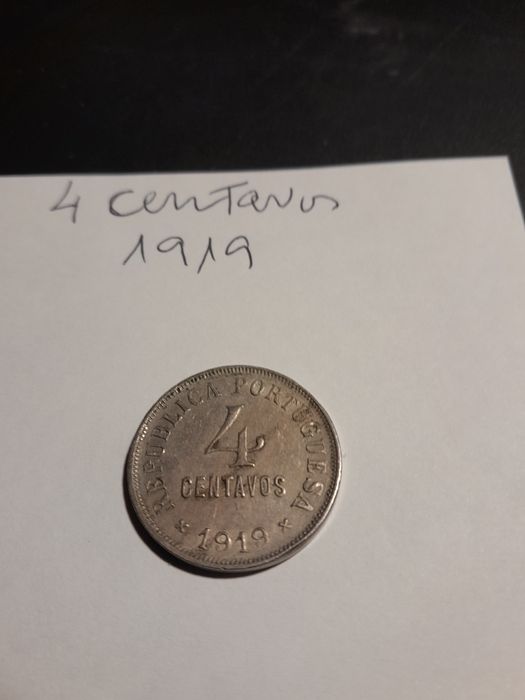 4 centavos
1919
REPUBLICA PORTUGUESA
4
CENTAVOS
* 1919 *